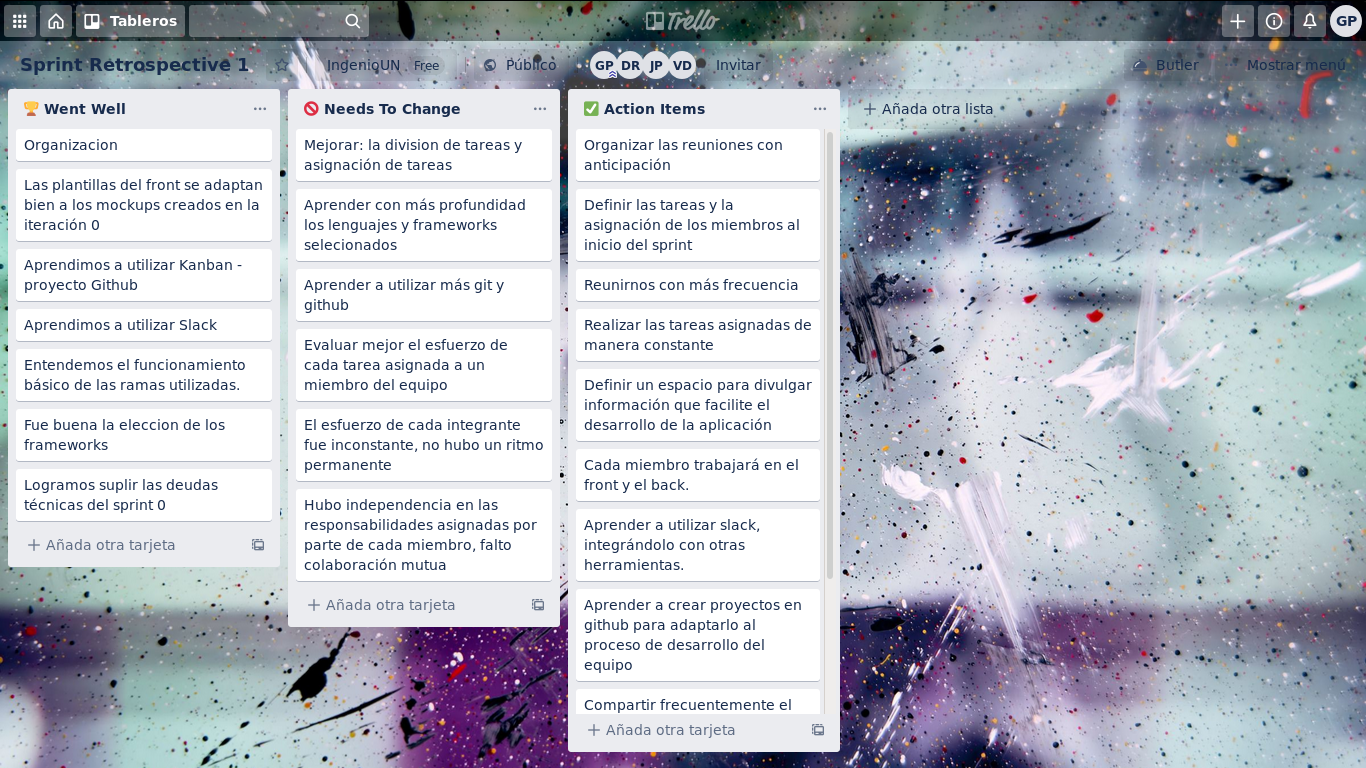 Tableros
Trello
GP
Sprint Retrospective 1
IngenioUN
Free
Público
GP DR JP VD
Invitar
Butler
Mostrar menú
Went Well
Organizacion
Las plantillas del front se adaptan
bien a los mockups creados en la
iteración 0
Aprendimos a utilizar Kanban -
proyecto Github
Aprendimos a utilizar Slack
Entendemos el funcionamiento
básico de las ramas utilizadas.
Fue buena la eleccion de los
frameworks
Logramos suplir las deudas
técnicas del sprint 0
Añada otra tarjeta
Needs To Change
Mejorar: la division de tareas y
asignación de tareas
Aprender con más profundidad
los lenguajes y frameworks
selecionados
Aprender a utilizar más git y
github
Evaluar mejor el esfuerzo de
cada tarea asignada a un
miembro del equipo
El esfuerzo de cada integrante
fue inconstante, no hubo un ritmo
permanente
Hubo independencia en las
responsabilidades asignadas por
parte de cada miembro, falto
colaboración mutua
Añada otra tarjeta
Action Items
Organizar las reuniones con
anticipación
Definir las tareas y la
asignación de los miembros al
inicio del sprint
Reunirnos con más frecuencia
Realizar las tareas asignadas de
manera constante
Definir un espacio para divulgar
información que facilite el
desarrollo de la aplicación
Cada miembro trabajará en el
front y el back.
Aprender a utilizar slack,
integrándolo con otras
herramientas.
Aprender a crear proyectos en
github para adaptarlo al
proceso de desarrollo del
equipo
Compartir frecuentemente el
Añada otra tarjeta
Añada otra lista